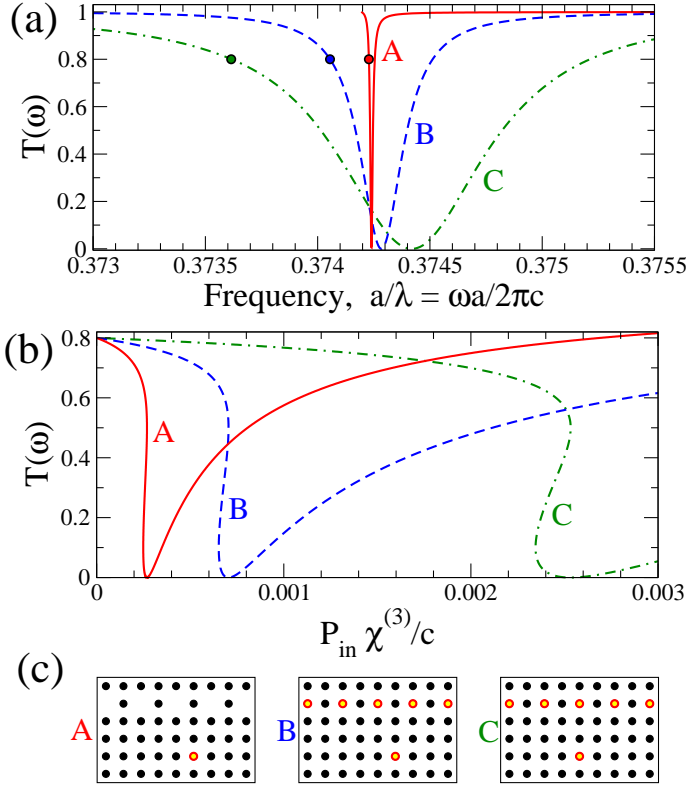 (a)
1
0.8
0.6
0.4
0.2
0
T(ω)
A
B
C
0.373
0.3735
0.374
0.3745
0.375
0.3755
Frequency, a/λ = ωa/2πc
(b)
0.8
0.6
0.4
0.2
0
T(ω)
A
B
C
0
0.001
0.002
0.003
P_in χ^(3)/c
(c)
A
B
C